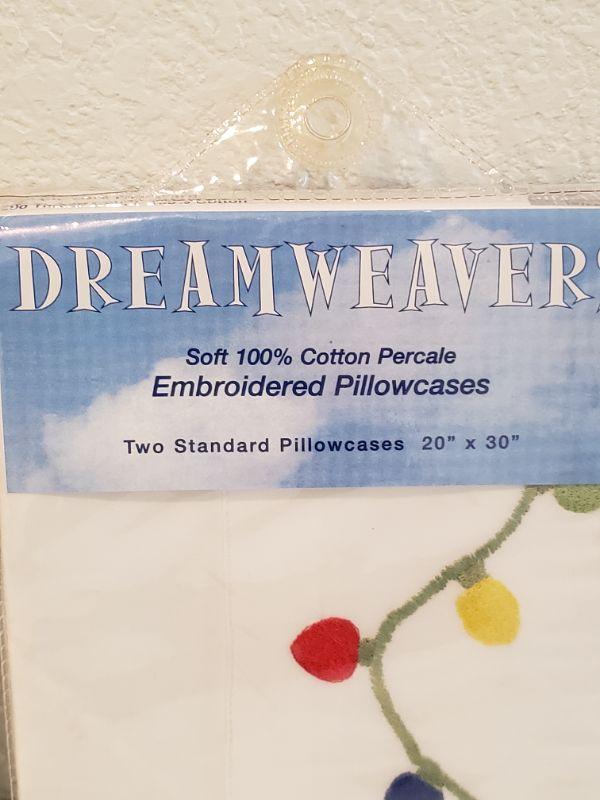 DREAMWEAVERS
Soft 100% Cotton Percale
Embroidered Pillowcases
Two Standard Pillowcases 20" x 30"